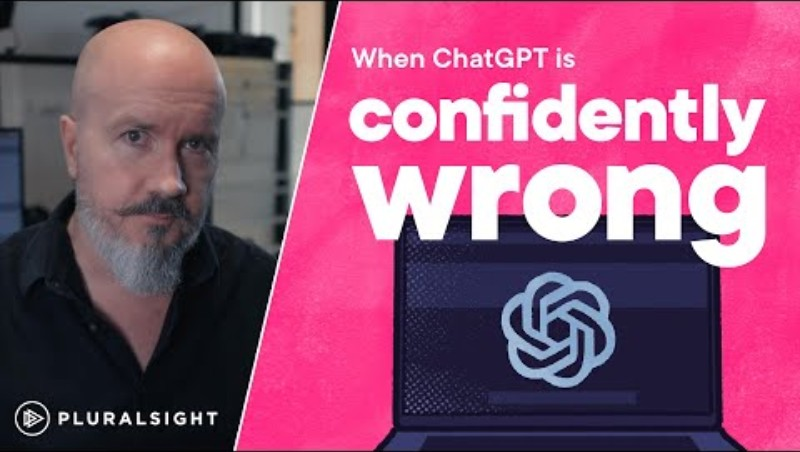 When ChatGPT is
confidently
wrong
PLURALSIGHT